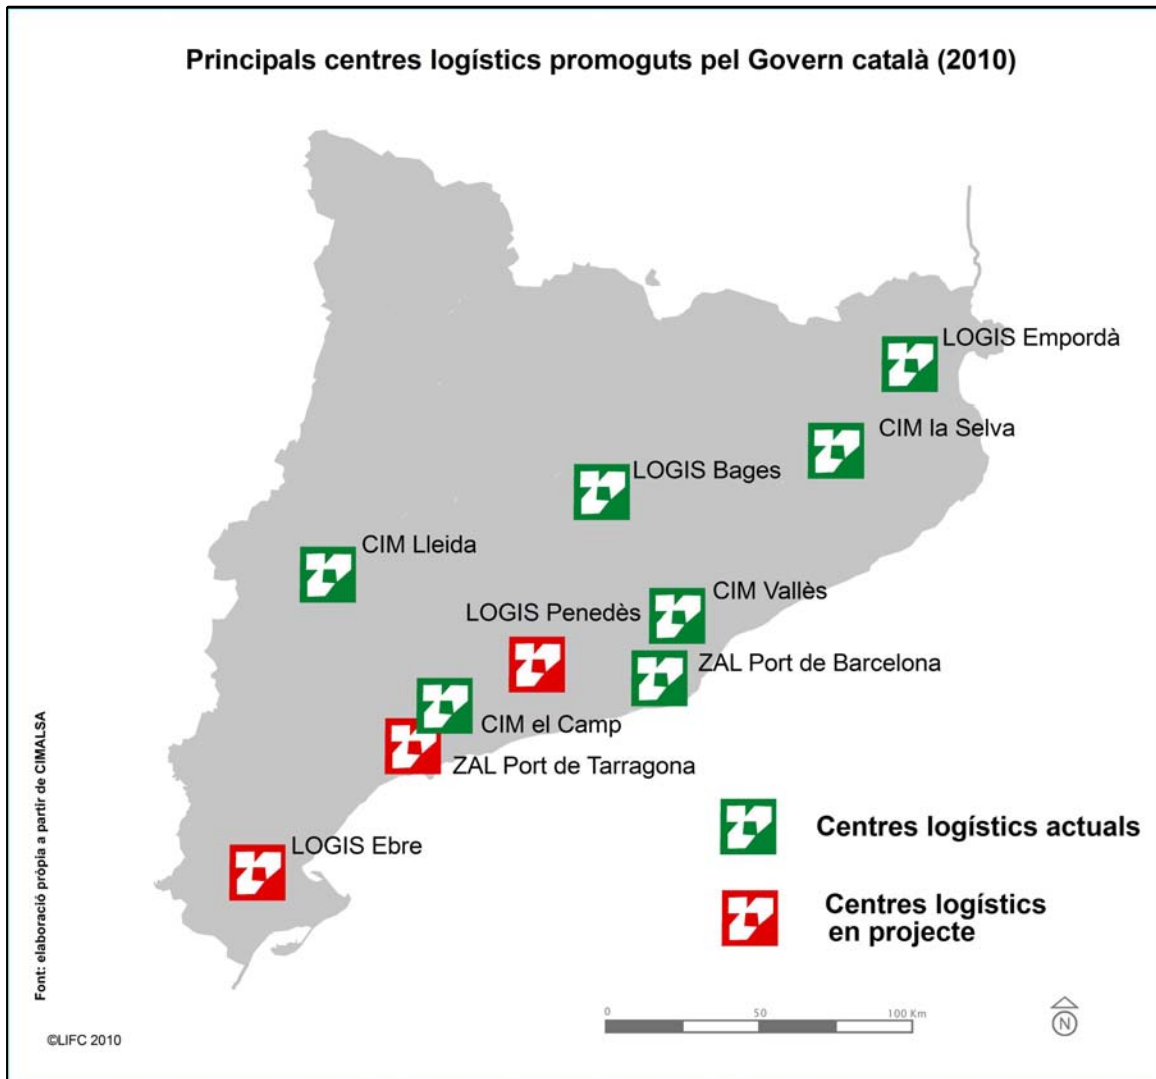 Principals centres logístics promoguts pel Govern català (2010)
LOGIS Empordà
CIM la Selva
LOGIS Bages
CIM Lleida
CIM Vallès
LOGIS Penedès
ZAL Port de Barcelona
CIM el Camp
ZAL Port de Tarragona
LOGIS Ebre
Centres logístics actuals
Centres logístics
en projecte
Font: elaboració pròpia a partir de CIMALSA
0 50 100 Km
N
©LIFC 2010